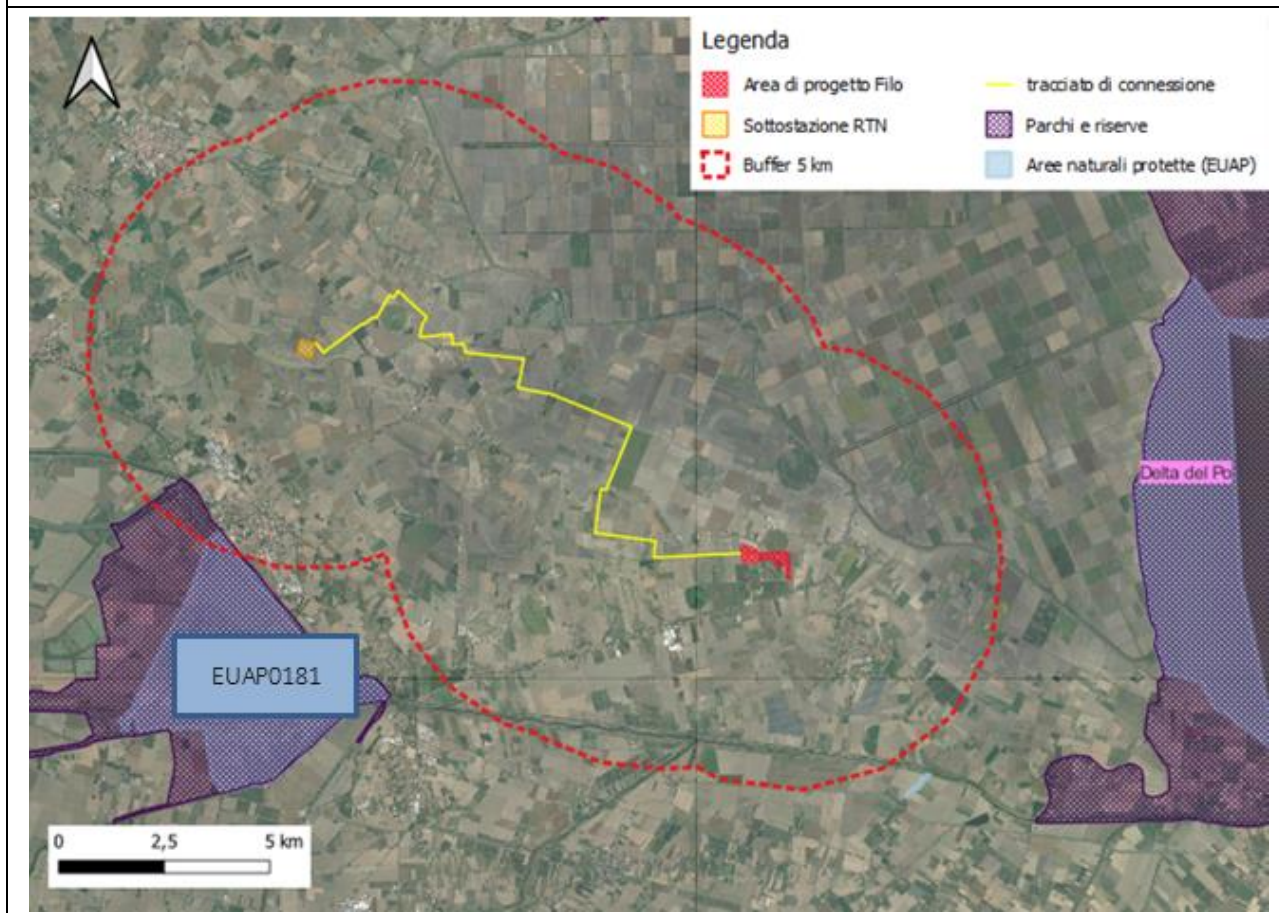 Legenda
Area di progetto Filo
tracciato di connessione
Sottostazione RTN
Parchi e riserve
Buffer 5 km
Aree naturali protette (EUAP)
Delta del Po
EUAP0181
0 2,5 5 km